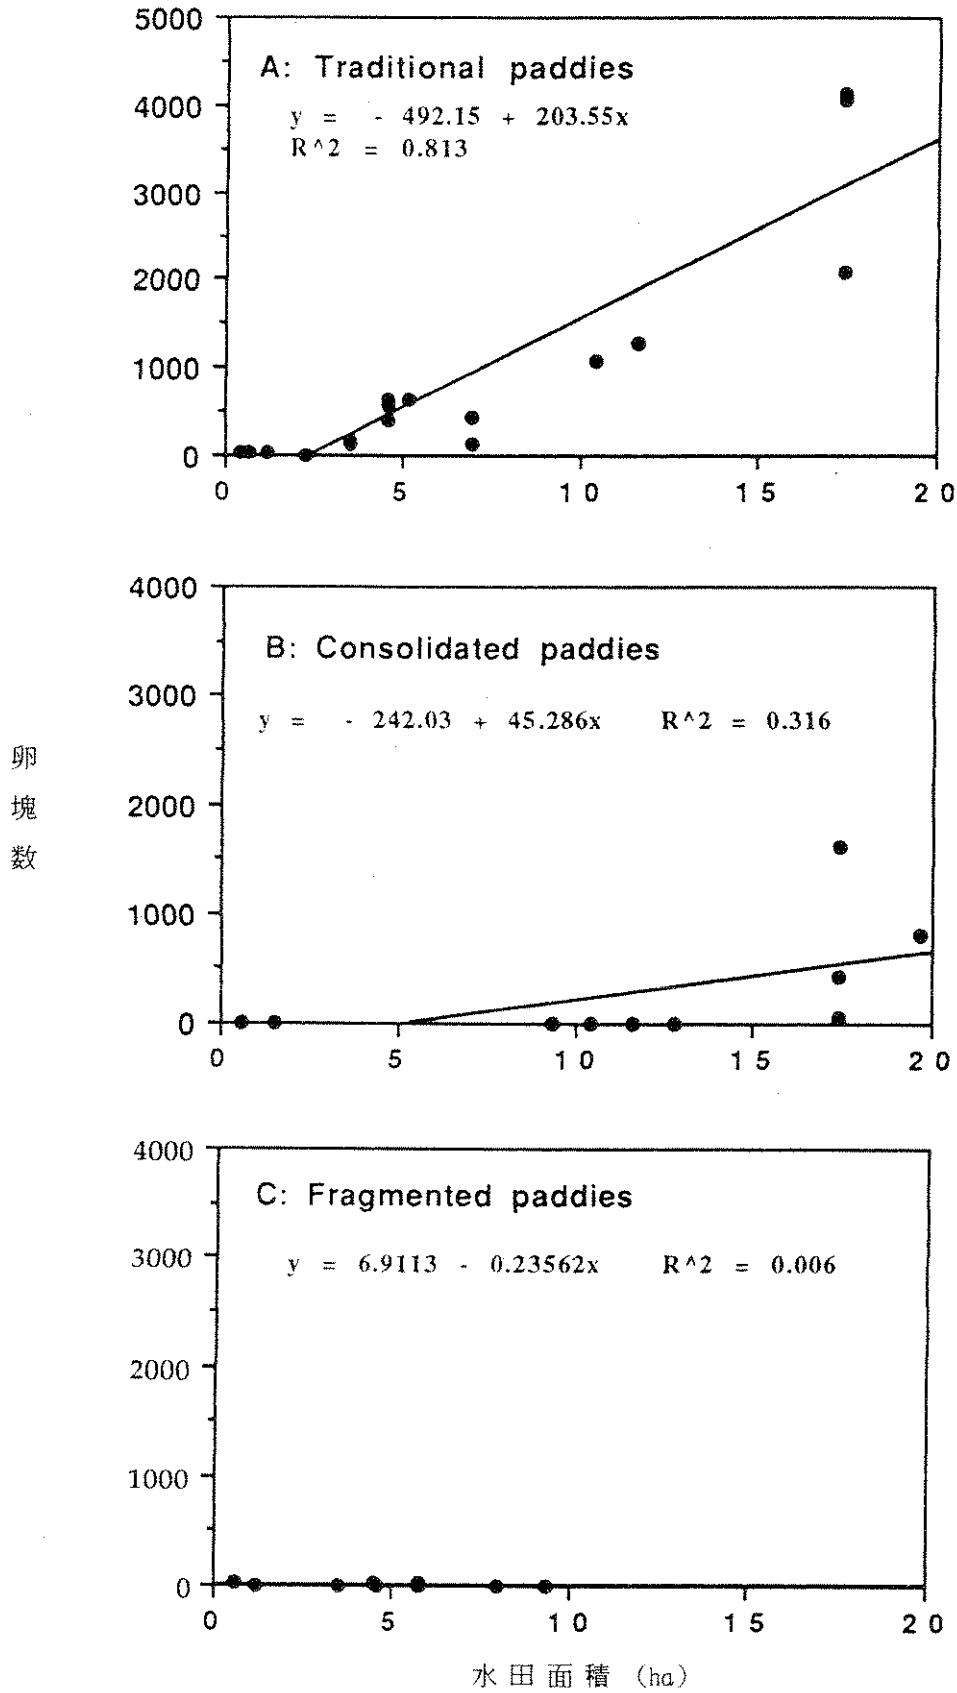 5000
A: Traditional paddies
y = - 492.15 + 203.55x
R^2 = 0.813
4000
3000
2000
1000
0
0 5 10 15 20
4000
B: Consolidated paddies
3000
y = - 242.03 + 45.286x R^2 = 0.316
2000
1000
0
0 5 10 15 20
卵
塊
数
4000
C: Fragmented paddies
3000
y = 6.9113 - 0.23562x R^2 = 0.006
2000
1000
0
0 5 10 15 20
水田面積 (ha)